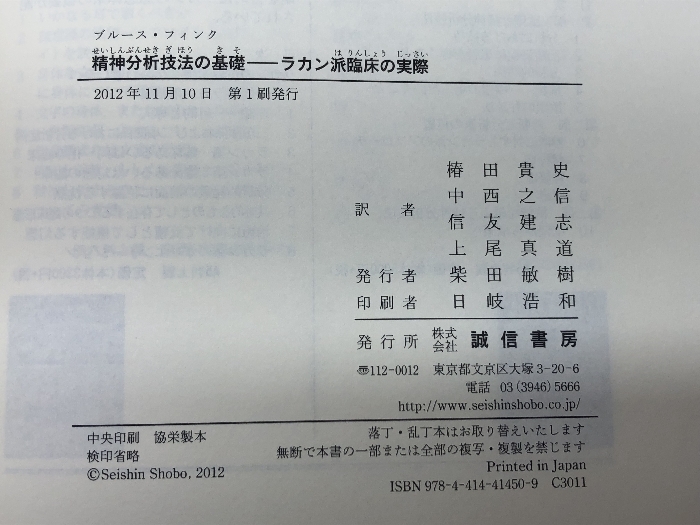 ブルース・フィンク
せいしんぶんせきぎほう きそ は りんしょう じっさい
精神分析技法の基礎――ラカン派臨床の実際
2012年11月10日 第1刷発行
椿田貴史
中西之信
訳者
信友建志
上尾真道
発行者 柴田敏樹
印刷者 日岐浩和
発行所 株式会社 誠信書房
〒112-0012 東京都文京区大塚3-20-6
電話 03(3946)5666
http://www.seishinshobo.co.jp/
中央印刷 協栄製本
検印省略
©Seishin Shobo, 2012
落丁・乱丁本はお取り替えいたします
無断で本書の一部または全部の複写・複製を禁じます
Printed in Japan
ISBN 978-4-414-41450-9 C3011